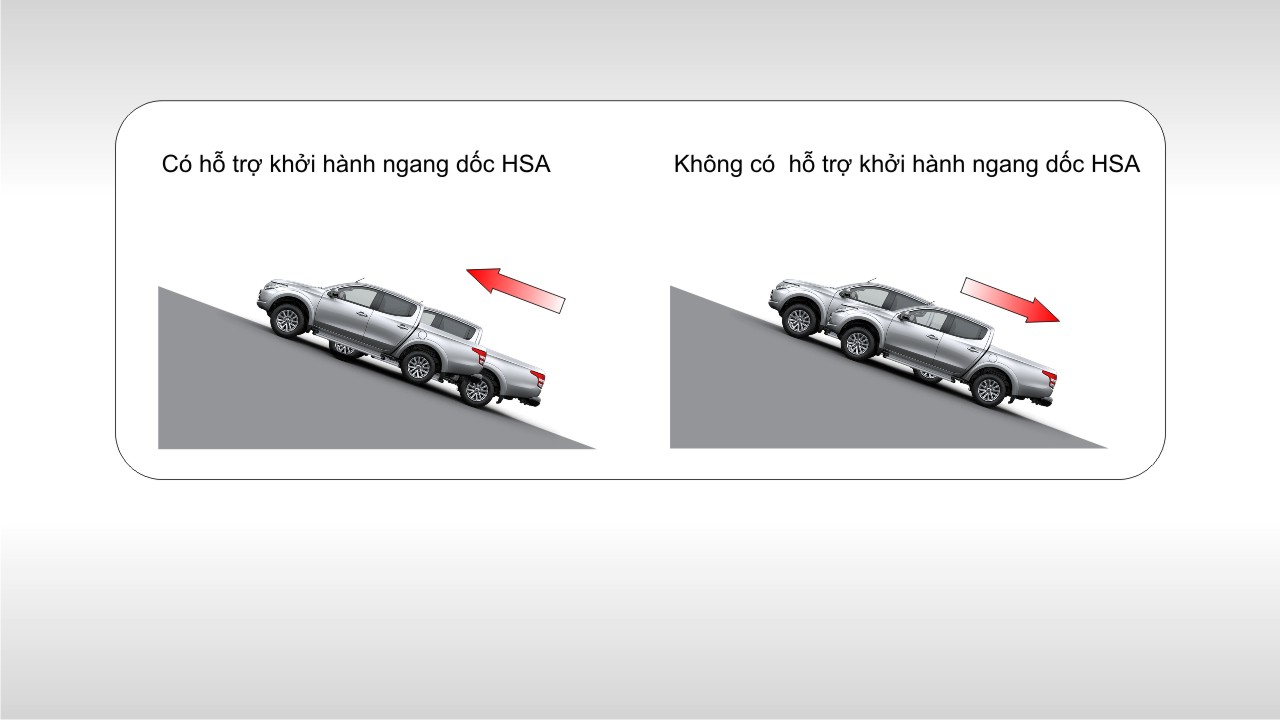 Có hỗ trợ khởi hành ngang dốc HSA
Không có  hỗ trợ khởi hành ngang dốc HSA